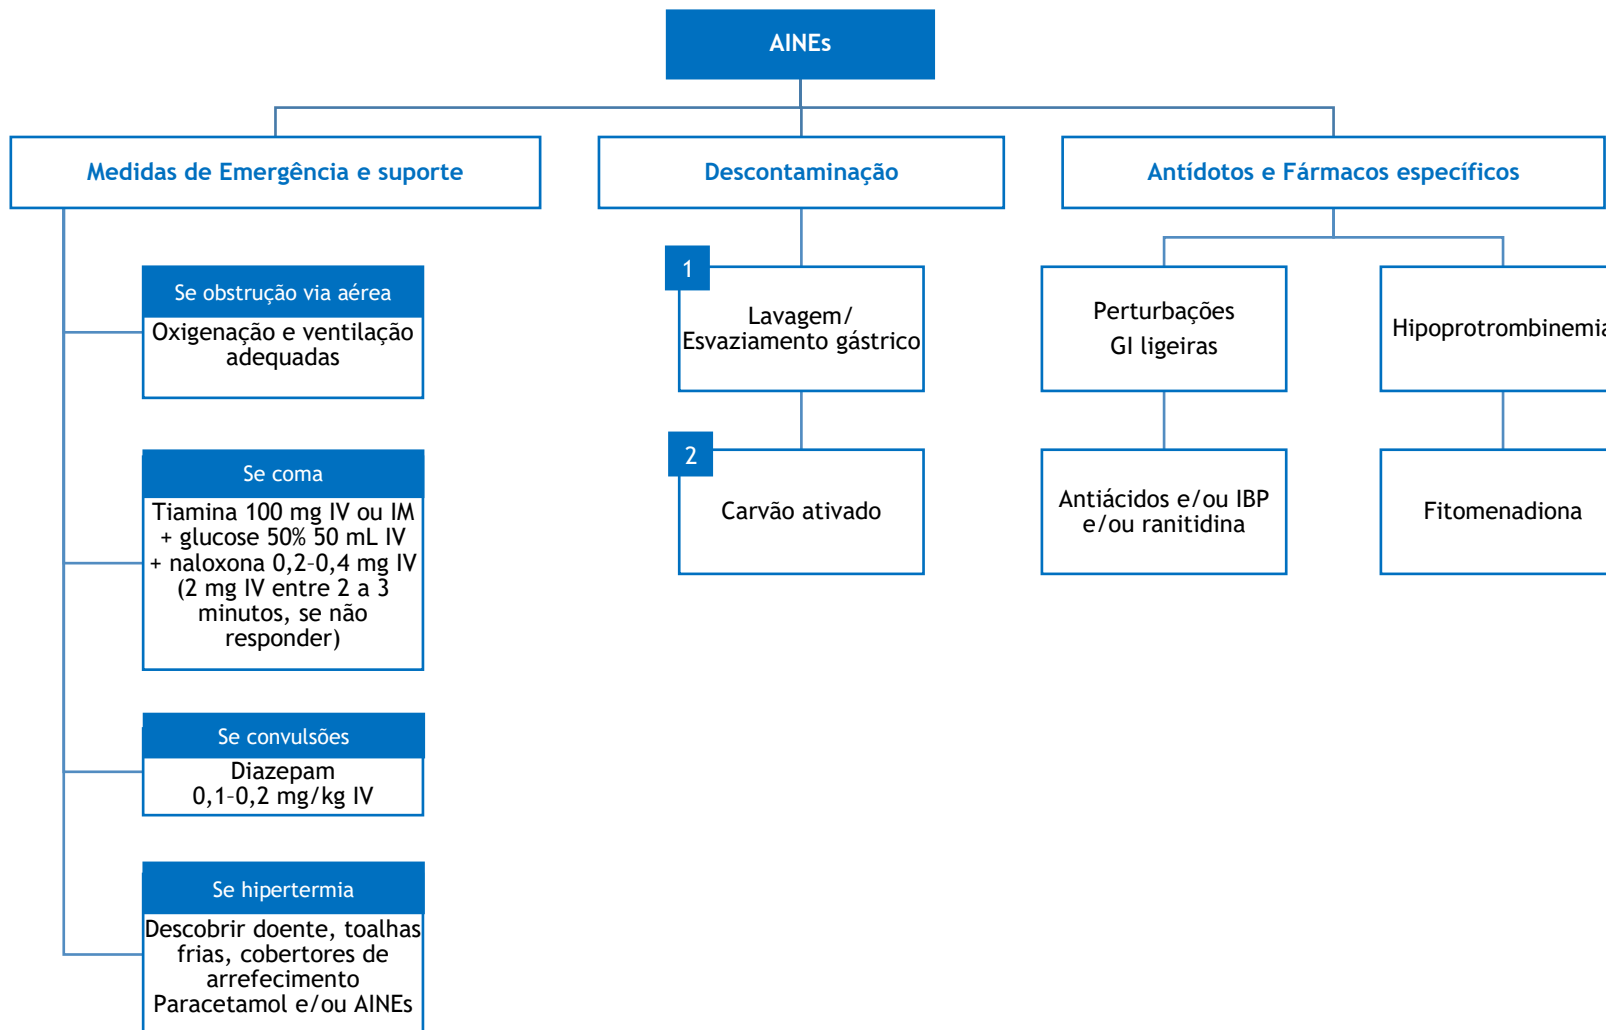 AINEs
Medidas de Emergência e suporte
Se obstrução via aérea
Oxigenação e ventilação
adequadas
Se coma
Tiamina 100 mg IV ou IM
+ glucose 50% 50 mL IV
+ naloxona 0,2–0,4 mg IV
(2 mg IV entre 2 a 3
minutos, se não
responder)
Se convulsões
Diazepam
0,1–0,2 mg/kg IV
Se hipertermia
Descobrir doente, toalhas
frias, cobertores de
arrefecimento
Paracetamol e/ou AINEs
Descontaminação
1
Lavagem/
Esvaziamento gástrico
2
Carvão ativado
Antídotos e Fármacos específicos
Perturbações
GI ligeiras
Antiácidos e/ou IBP
e/ou ranitidina
Hipoprotrombinemia
Fitomenadiona